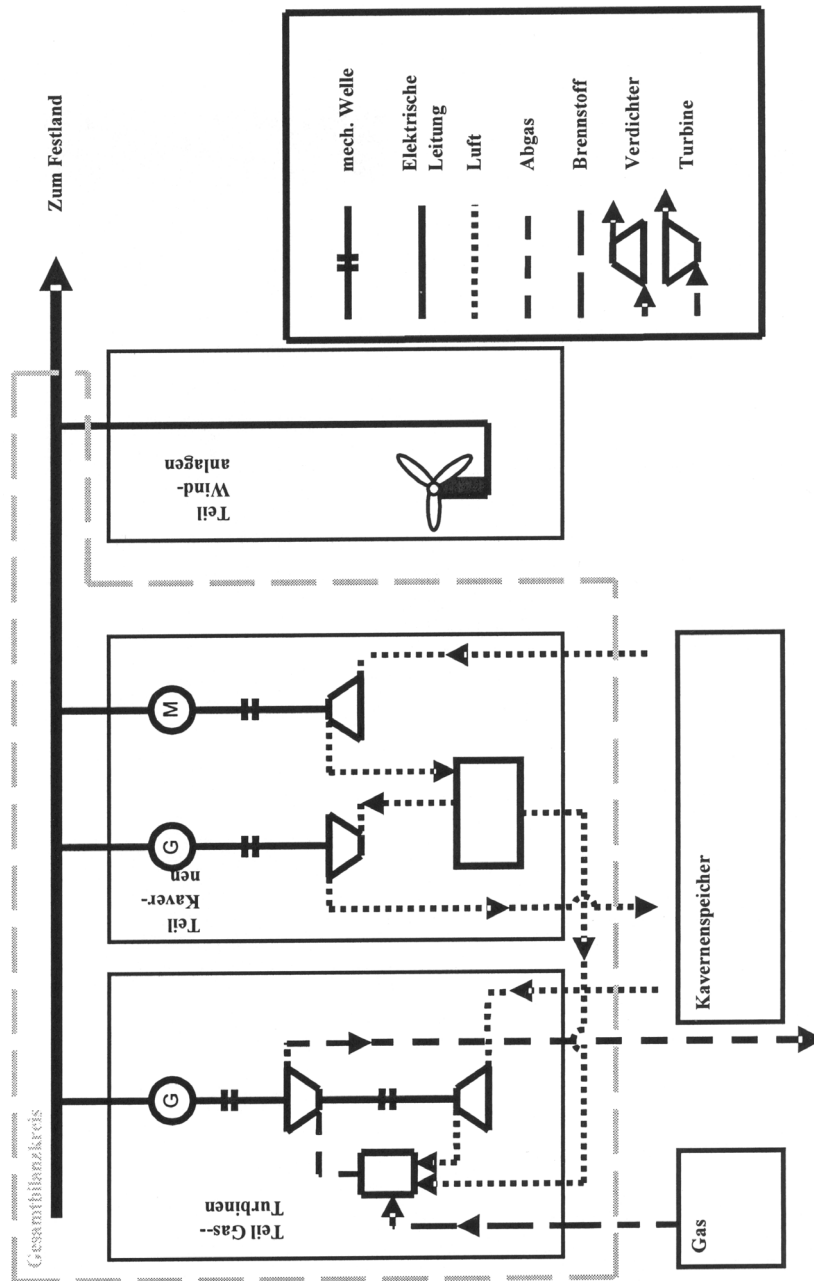 Gesamtbilanzkreis
Zum Festland
Teil Gas--
Turbinen
G
Teil
Kaver-
nen
G
M
Teil
Wind-
anlagen
Gas
Kavernenspeicher
mech. Welle
Elektrische
Leitung
Luft
Abgas
Brennstoff
Verdichter
Turbine